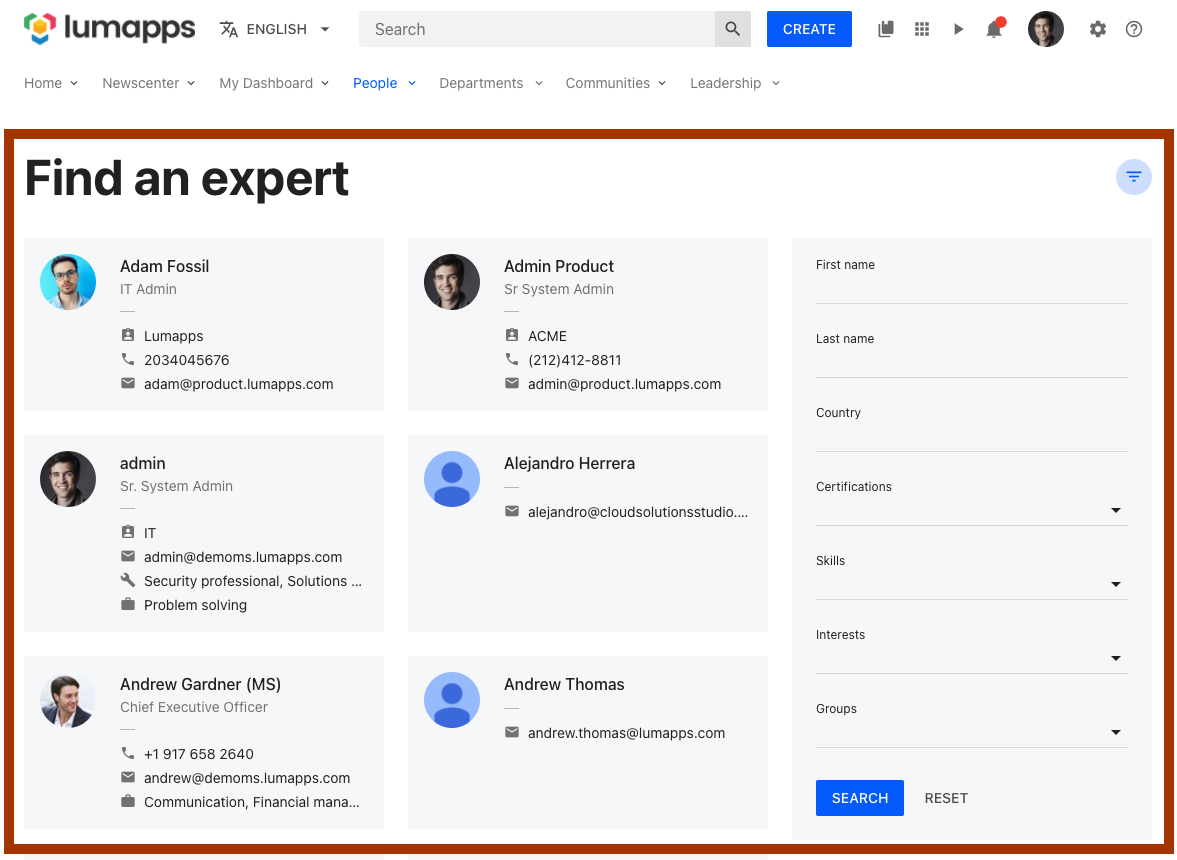 lumapps
ENGLISH
Search
CREATE
Home
Newscenter
My Dashboard
People
Departments
Communities
Leadership
Find an expert
Adam Fossil
IT Admin
Lumapps
2034045676
adam@product.lumapps.com
Admin Product
Sr System Admin
ACME
(212)412-8811
admin@product.lumapps.com
admin
Sr. System Admin
IT
admin@demoms.lumapps.com
Security professional, Solutions ...
Problem solving
Alejandro Herrera
alejandro@cloudsolutionsstudio....
Andrew Gardner (MS)
Chief Executive Officer
+1 917 658 2640
andrew@demoms.lumapps.com
Communication, Financial mana...
Andrew Thomas
andrew.thomas@lumapps.com
First name
Last name
Country
Certifications
Skills
Interests
Groups
SEARCH
RESET